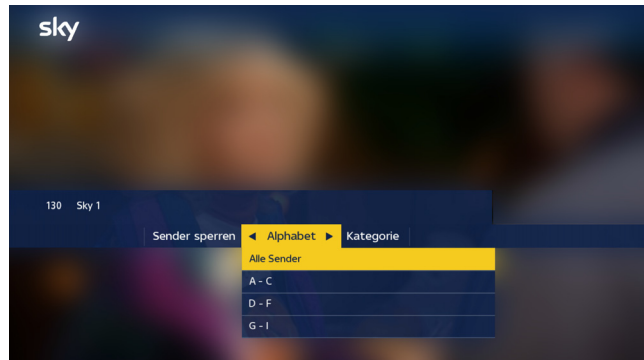 sky
130 Sky 1
Sender sperren ◀ Alphabet ▶ Kategorie
Alle Sender
A - C
D - F
G - I